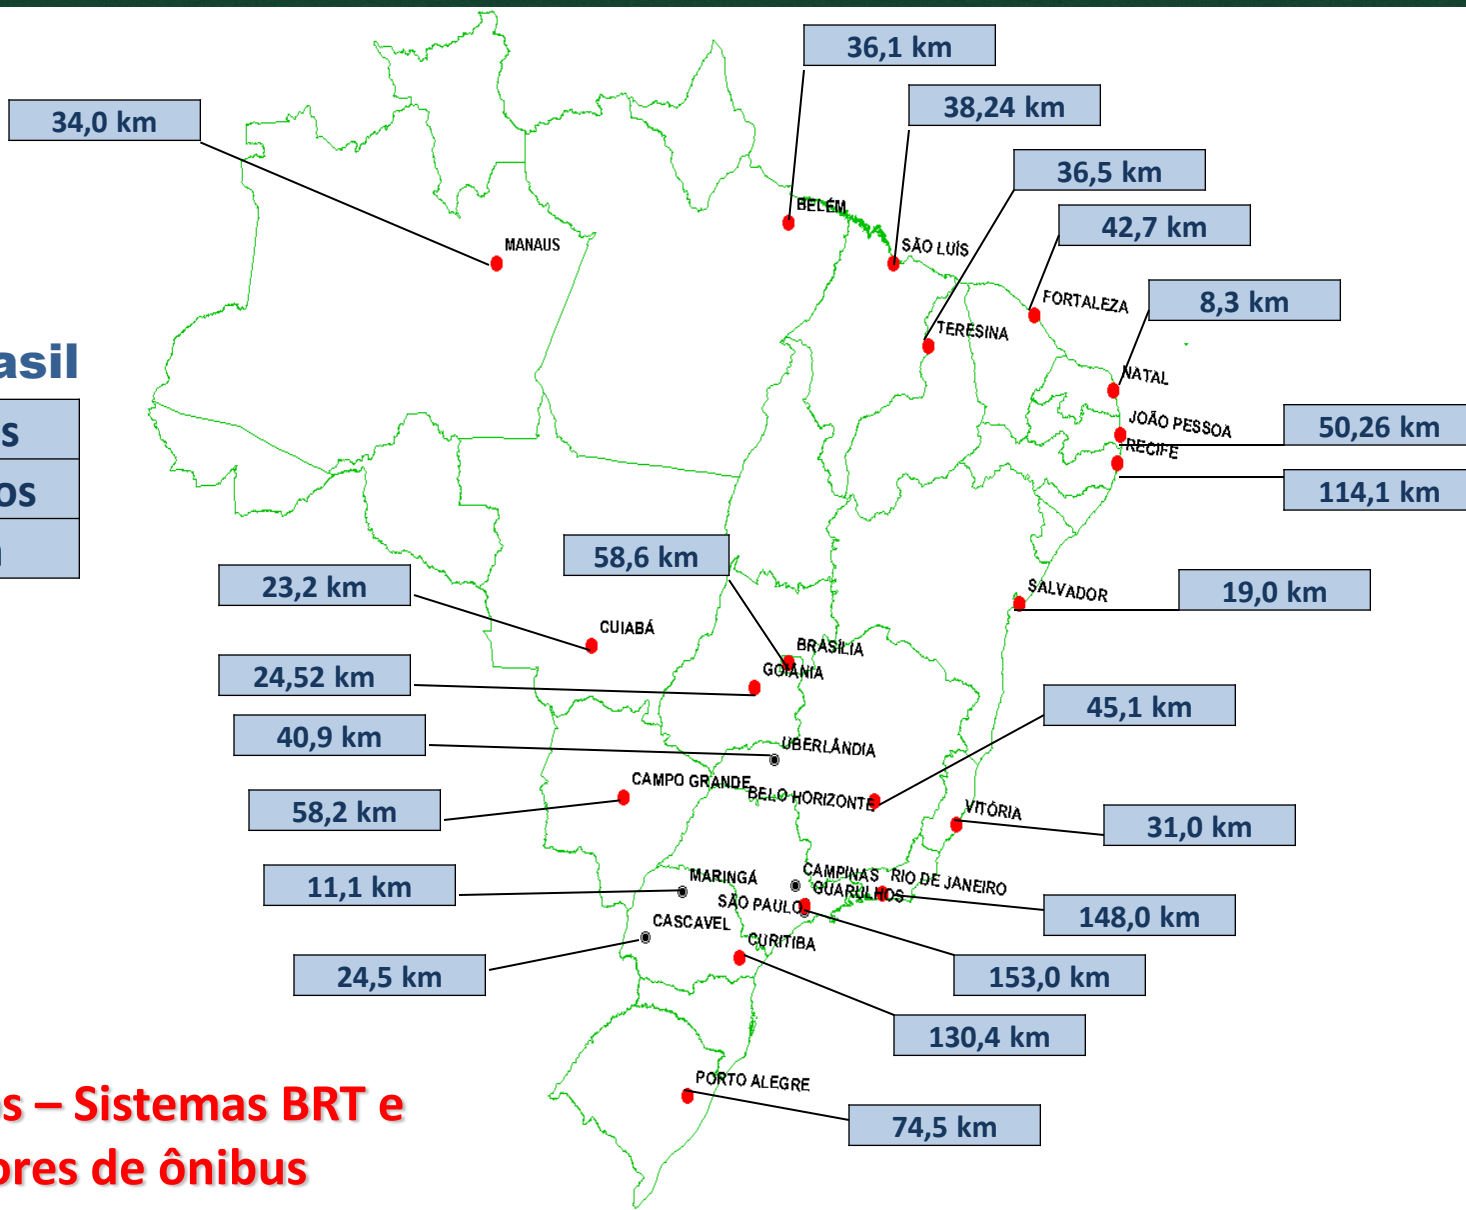 36,1 km
34,0 km
38,24 km
36,5 km
BELÉM
42,7 km
MANAUS
SÃO LUÍS
8,3 km
FORTALEZA
TERESINA
asil
NATAL
s
JOÃO PESSOA
50,26 km
RECIFE
os
114,1 km
58,6 km
23,2 km
SALVADOR
19,0 km
CUIABÁ
BRASÍLIA
24,52 km
GOIÂNIA
45,1 km
40,9 km
UBERLÂNDIA
CAMPO GRANDE
BELO HORIZONTE
58,2 km
VITÓRIA
31,0 km
11,1 km
MARINGÁ
CAMPINAS
RIO DE JANEIRO
GUARULHOS
SÃO PAULO
148,0 km
CASCAVEL
CURITIBA
24,5 km
153,0 km
130,4 km
PORTO ALEGRE
s – Sistemas BRT e
74,5 km
ores de ônibus